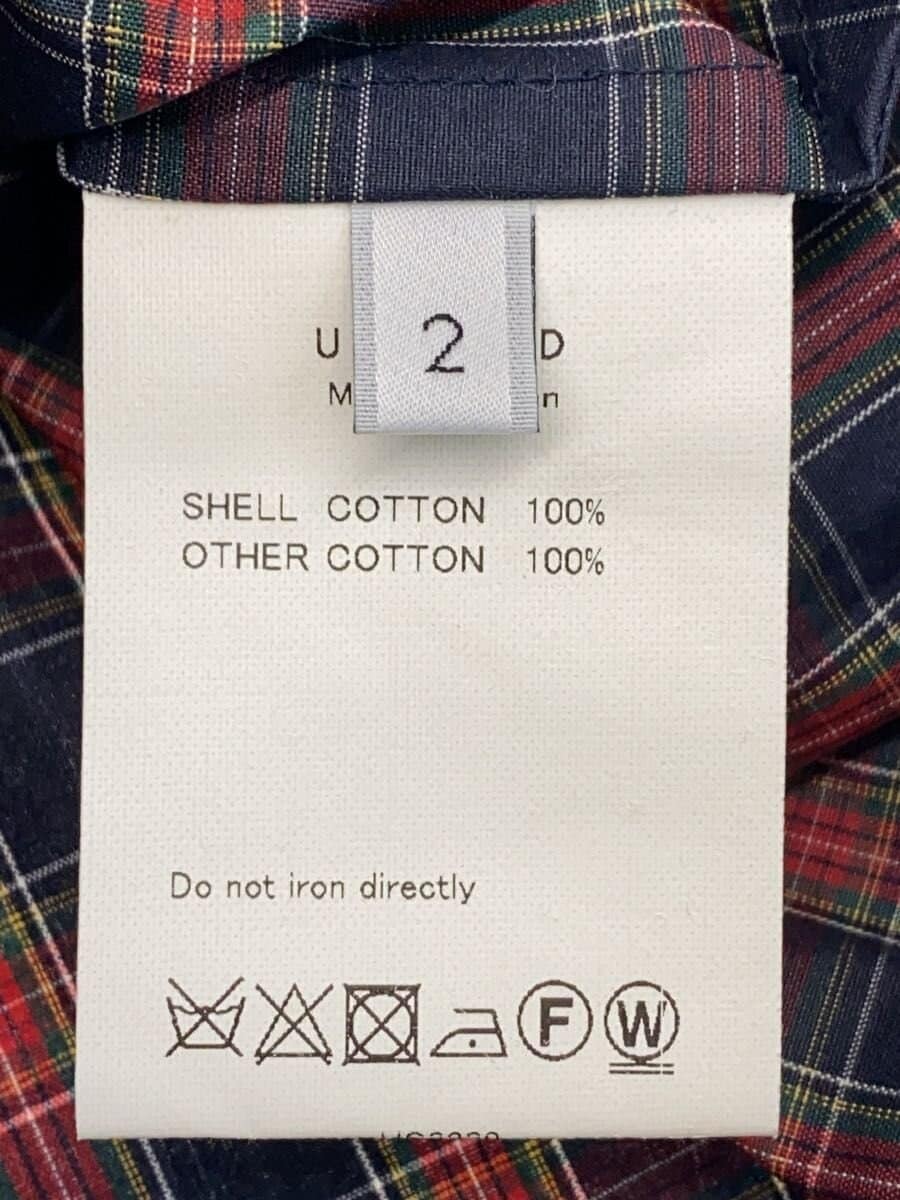 2
U D
M n
SHELL COTTON 100%
OTHER COTTON 100%
Do not iron directly
F W